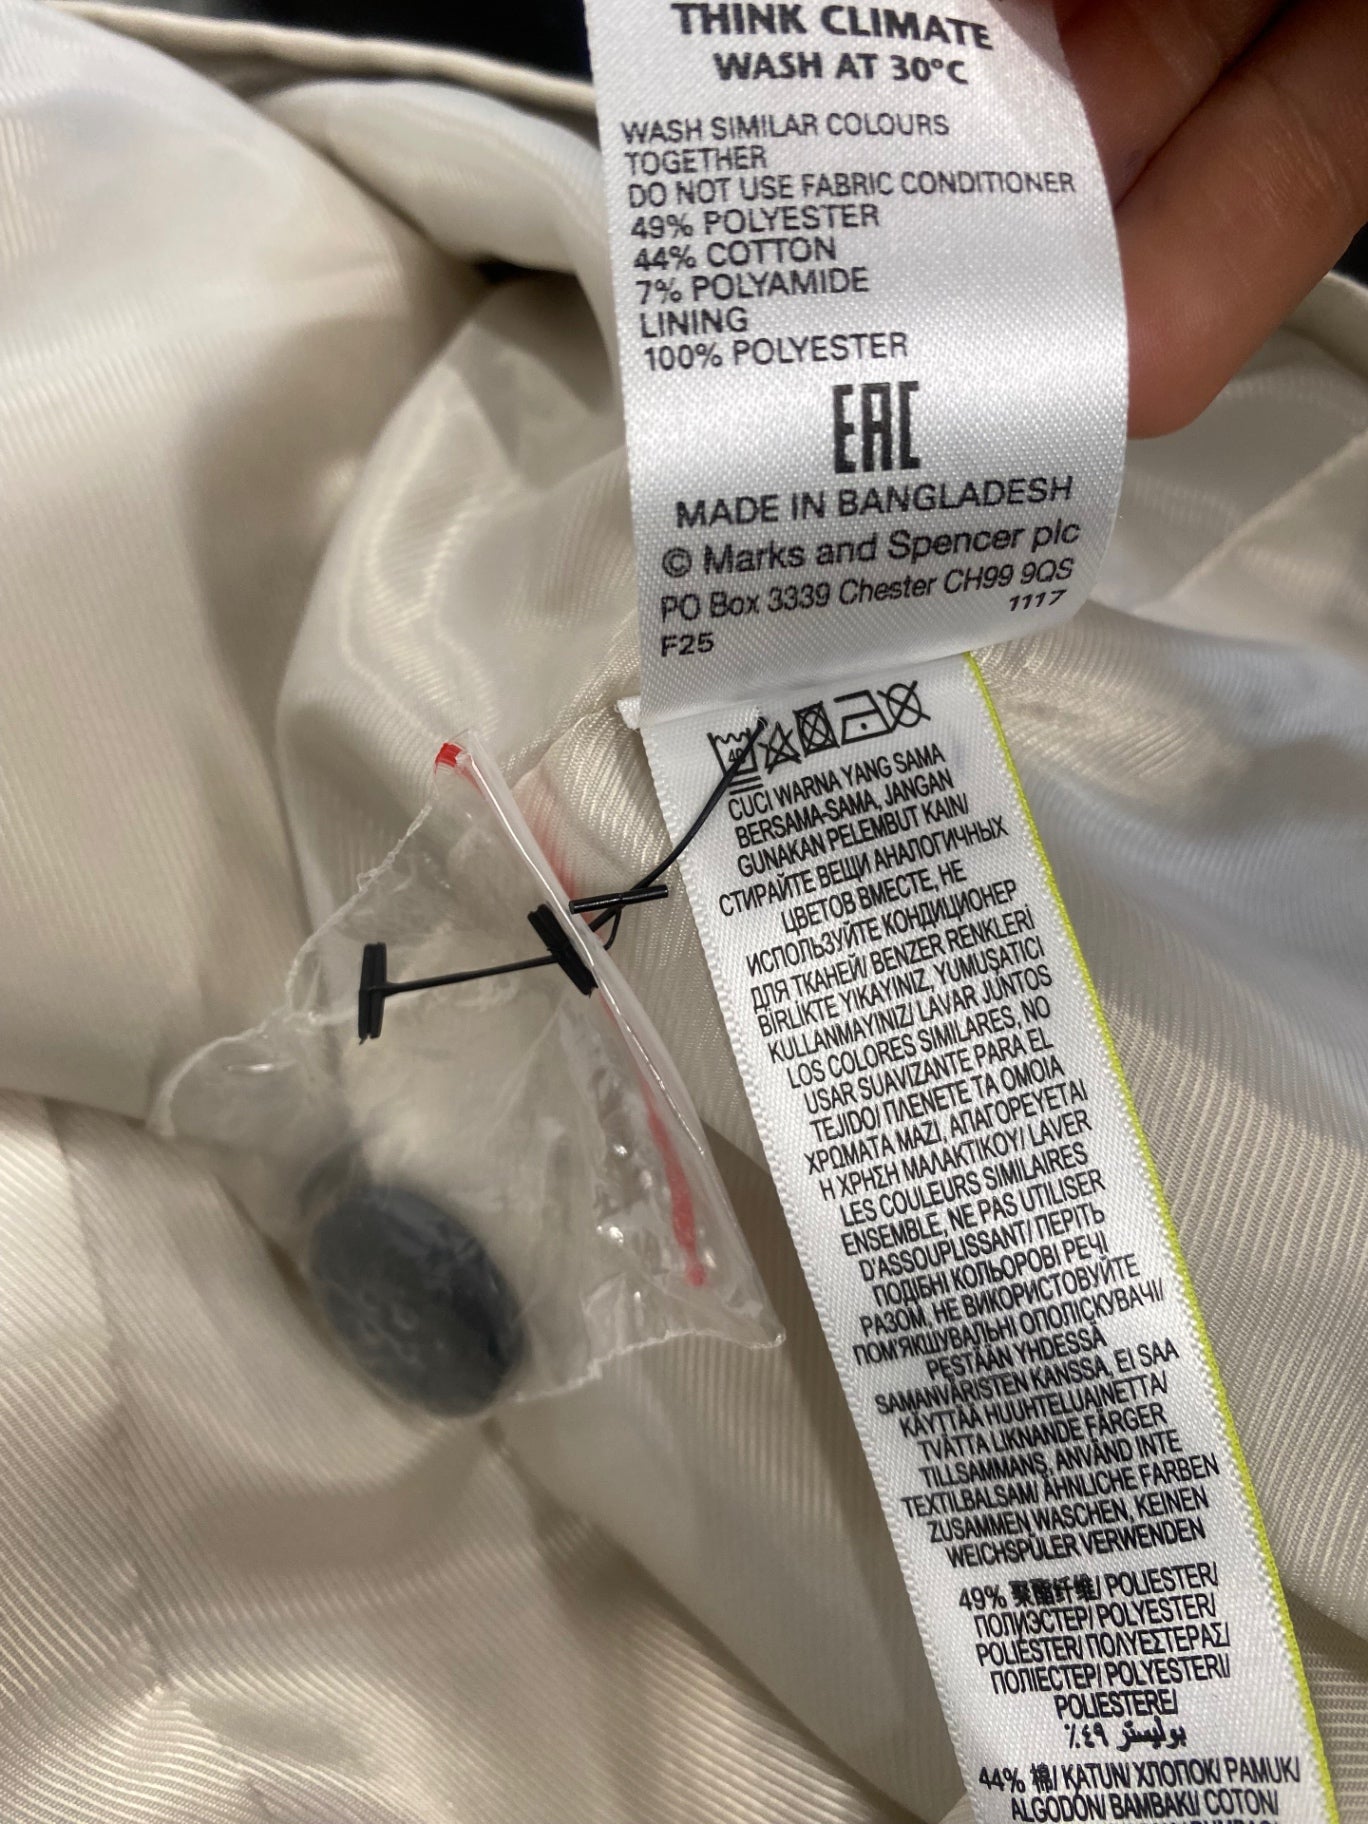 THINK CLIMATE
WASH AT 30°C
WASH SIMILAR COLOURS
TOGETHER
DO NOT USE FABRIC CONDITIONER
49% POLYESTER
44% COTTON
7% POLYAMIDE
LINING
100% POLYESTER
EAC
MADE IN BANGLADESH
© Marks and Spencer plc
PO Box 3339 Chester CH99 9QS
1117
F25
40
CUCI WARNA YANG SAMA
BERSAMA-SAMA, JANGAN
GUNAKAN PELEMBUT KAIN/
СТИРАЙТЕ ВЕЩИ АНАЛОГИЧНЫХ
ЦВЕТОВ ВМЕСТЕ, НЕ
ИСПОЛЬЗУЙТЕ КОНДИЦИОНЕР
ДЛЯ ТКАНЕЙ/ BENZER RENKLERİ
BİRLİKTE YIKAYINIZ, YUMUŞATICI
KULLANMAYINIZ/ LAVAR JUNTOS
LOS COLORES SIMILARES, NO
USAR SUAVIZANTE PARA EL
TEJIDO/ ΠΛΕΝΕΤΕ ΤΑ ΟΜΟΙΑ
ΧΡΩΜΑΤΑ ΜΑΖΙ, ΑΠΑΓΟΡΕΥΕΤΑΙ
Η ΧΡΗΣΗ ΜΑΛΑΚΤΙΚΟΥ/ LAVER
LES COULEURS SIMILAIRES
ENSEMBLE, NE PAS UTILISER
D'ASSOUPLISSANT/ ПЕРІТЬ
ПОДІБНІ КОЛЬОРОВІ РЕЧІ
РАЗОМ, НЕ ВИКОРИСТОВУЙТЕ
ПОМ'ЯКШУВАЛЬНІ ОПОЛІСКУВАЧІ/
PESTÄÄN YHDESSÄ
SAMANVÄRISTEN KANSSA, EI SAA
KÄYTTÄÄ HUUHTELUAINETTA/
TVÄTTA LIKNANDE FÄRGER
TILLSAMMANS, ANVÄND INTE
TEXTILBALSAM/ ÄHNLICHE FARBEN
ZUSAMMEN WASCHEN, KEINEN
WEICHSPÜLER VERWENDEN
49% 聚酯纤维/ POLIESTER/
ПОЛИЭСТЕР/ POLYESTER/
POLIÉSTER/ ΠΟΛΥΕΣΤΕΡΑΣ/
ПОЛІЕСТЕР/ POLYESTERI/
POLIESTERE/
بوليستر ٤٩٪
44% 棉/ KATUN/ ХЛОПОК/ PAMUK/
ALGODÓN/ BAMBAKI/ COTON/